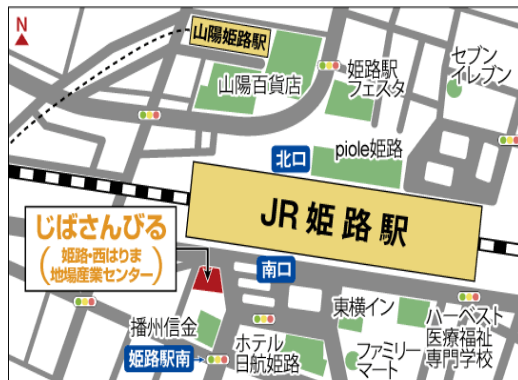 N
山陽姫路駅
山陽百貨店
姫路駅
フェスタ
セブン
イレブン
北口
piole姫路
JR姫路駅
じばさんびる
(姫路・西はりま
地場産業センター)
南口
播州信金
姫路駅南
ホテル
日航姫路
東横イン
ファミリー
マート
ハーベスト
医療福祉
専門学校